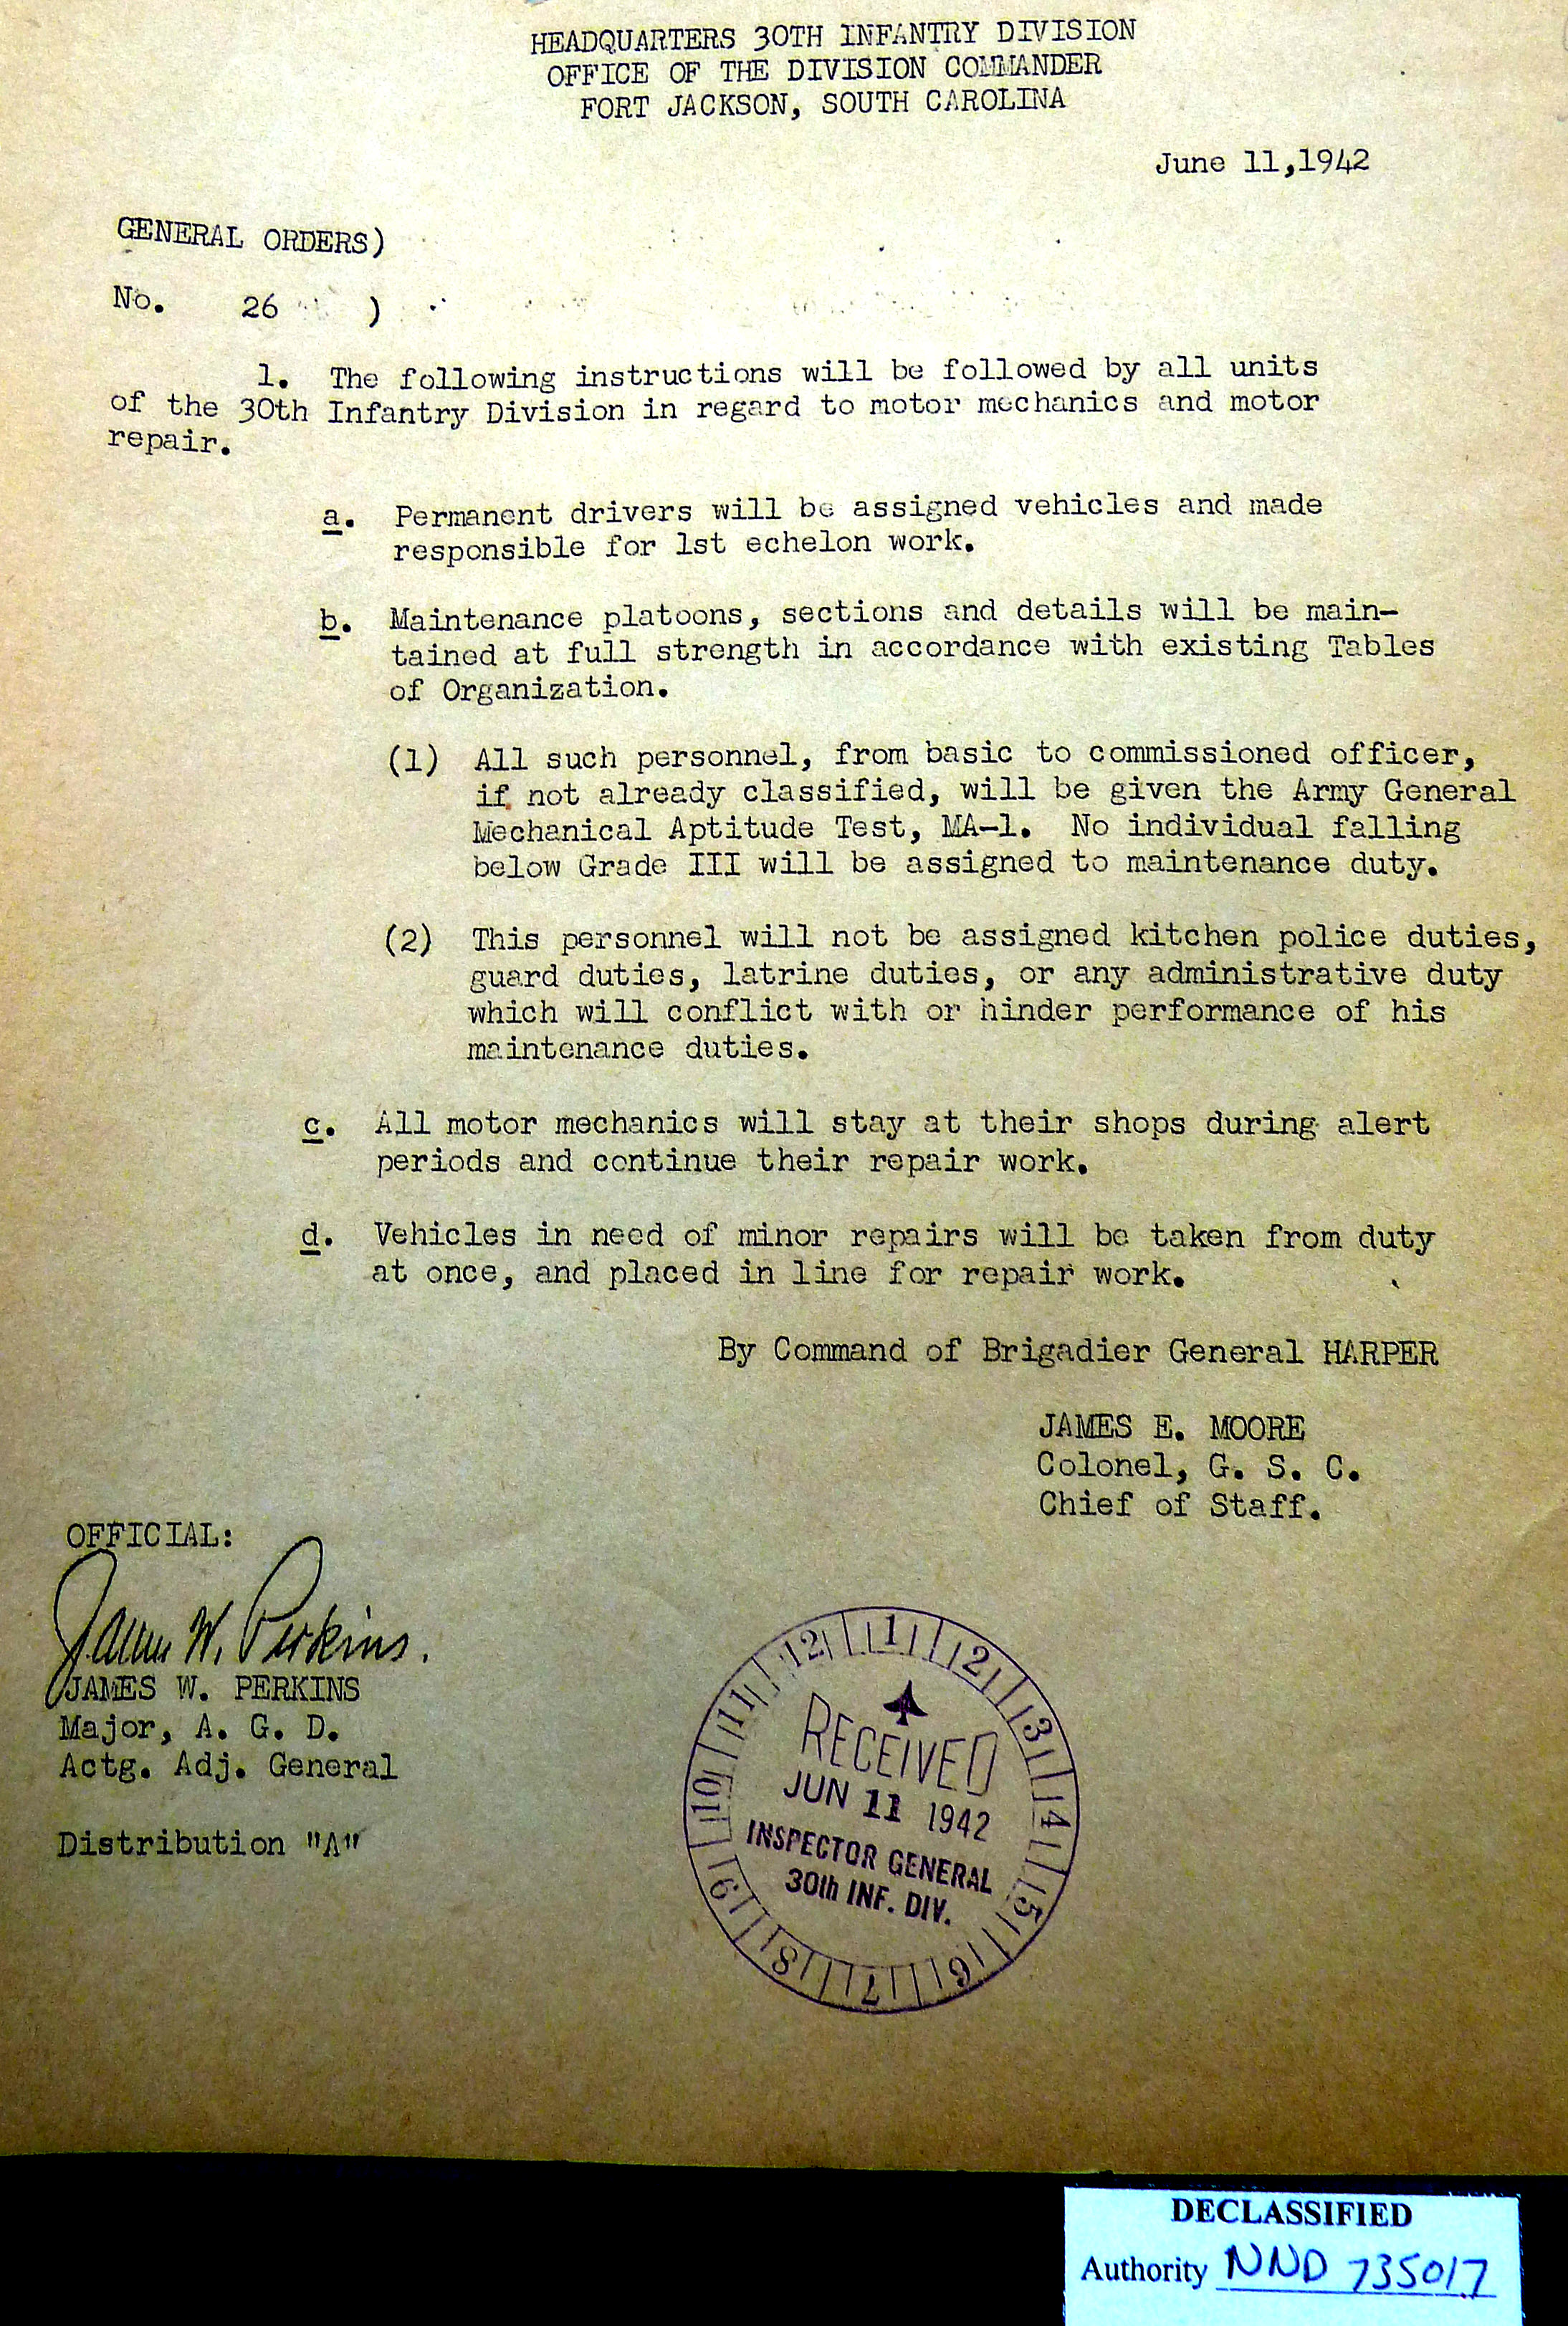 HEADQUARTERS 30TH INFANTRY DIVISION
OFFICE OF THE DIVISION COMMANDER
FORT JACKSON, SOUTH CAROLINA
June 11,1942
GENERAL ORDERS)
No. 26 )
1. The following instructions will be followed by all units
of the 30th Infantry Division in regard to motor mechanics and motor
repair.
a. Permanent drivers will be assigned vehicles and made
responsible for 1st echelon work.
b. Maintenance platoons, sections and details will be main-
tained at full strength in accordance with existing Tables
of Organization.
(1) All such personnel, from basic to commissioned officer,
if not already classified, will be given the Army General
Mechanical Aptitude Test, MA-1. No individual falling
below Grade III will be assigned to maintenance duty.
(2) This personnel will not be assigned kitchen police duties,
guard duties, latrine duties, or any administrative duty
which will conflict with or hinder performance of his
maintenance duties.
c. All motor mechanics will stay at their shops during alert
periods and continue their repair work.
d. Vehicles in need of minor repairs will be taken from duty
at once, and placed in line for repair work.
By Command of Brigadier General HARPER
JAMES E. MOORE
Colonel, G. S. C.
Chief of Staff.
OFFICIAL:
James W. Perkins.
JAMES W. PERKINS
Major, A. G. D.
Actg. Adj. General
Distribution "A"
12 1 2 3 4 5 6 7 8 9 10 11
RECEIVED
JUN 11 1942
INSPECTOR GENERAL
30th INF. DIV.
DECLASSIFIED
Authority NND 735017